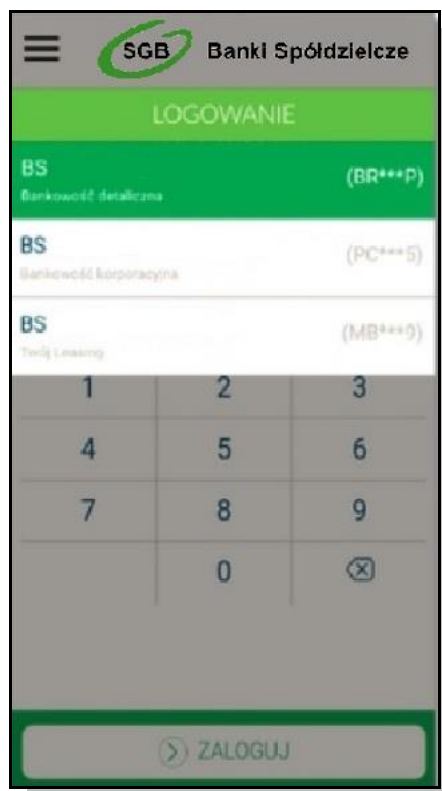 SGB Banki Spółdzielcze
LOGOWANIE
BS (BR***P)
Bankowość detaliczna
BS (PC***5)
Bankowość korporacyjna
BS (MB***9)
Twój Leasing
1 2 3
4 5 6
7 8 9
0
ZALOGUJ